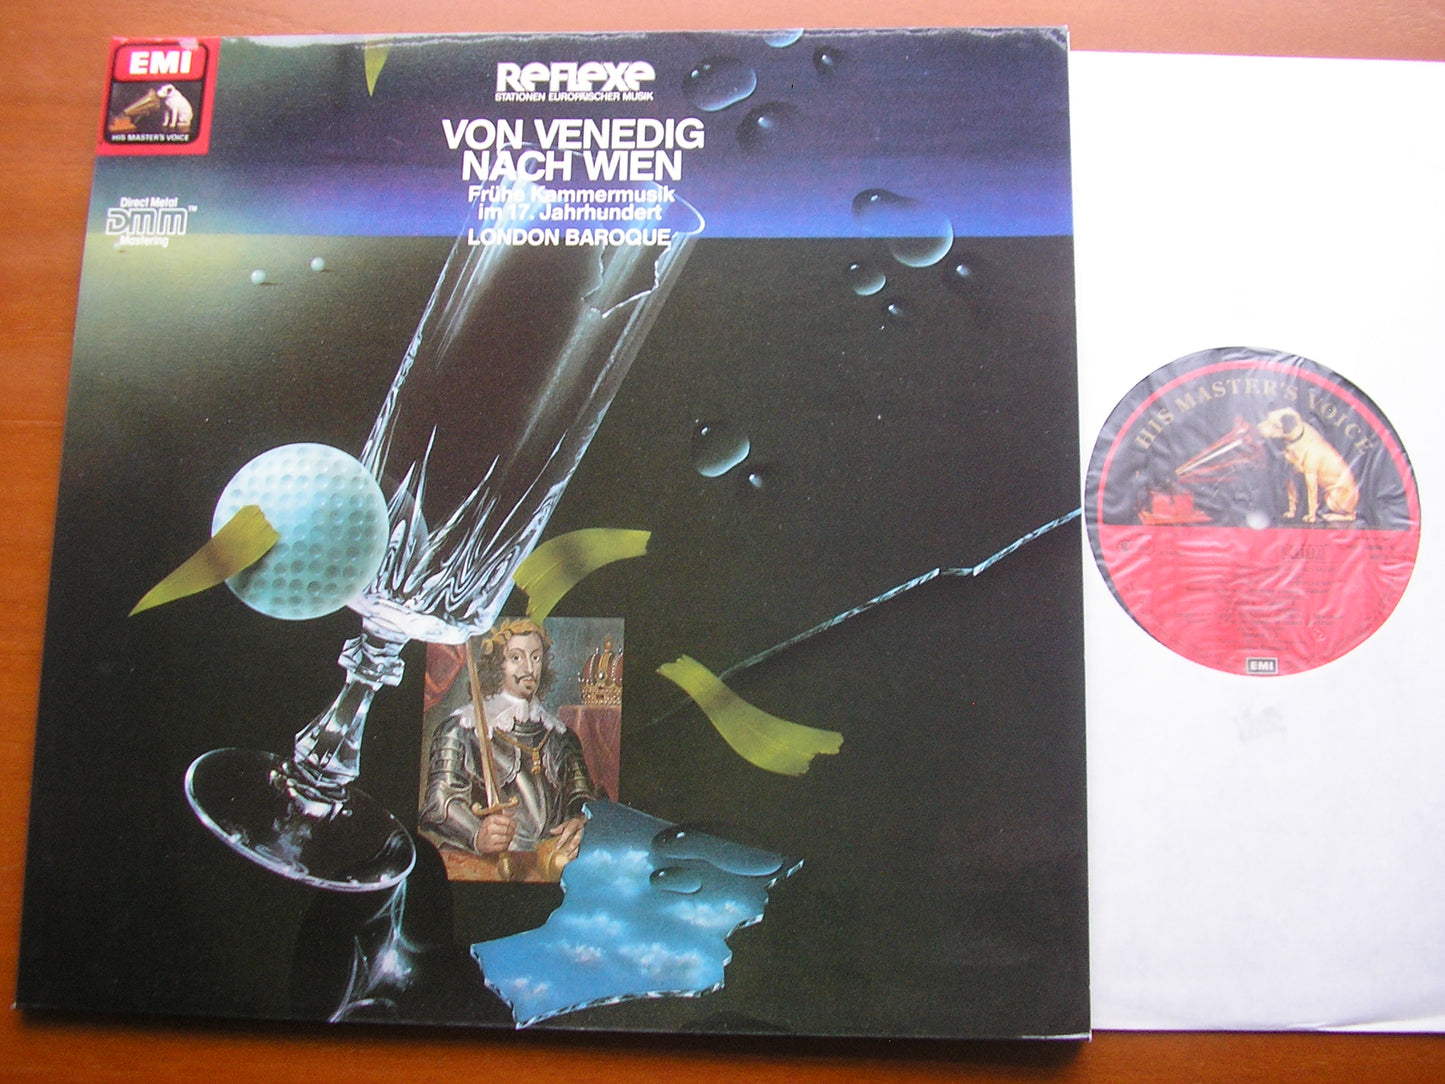 EMI
HIS MASTER'S VOICE
REFLEXE
STATIONEN EUROPÄISCHER MUSIK
VON VENEDIG
NACH WIEN
Frühe Kammermusik
im 17. Jahrhundert
LONDON BAROQUE
Direct Metal
DMM™
Mastering
HIS MASTER'S VOICE
EMI